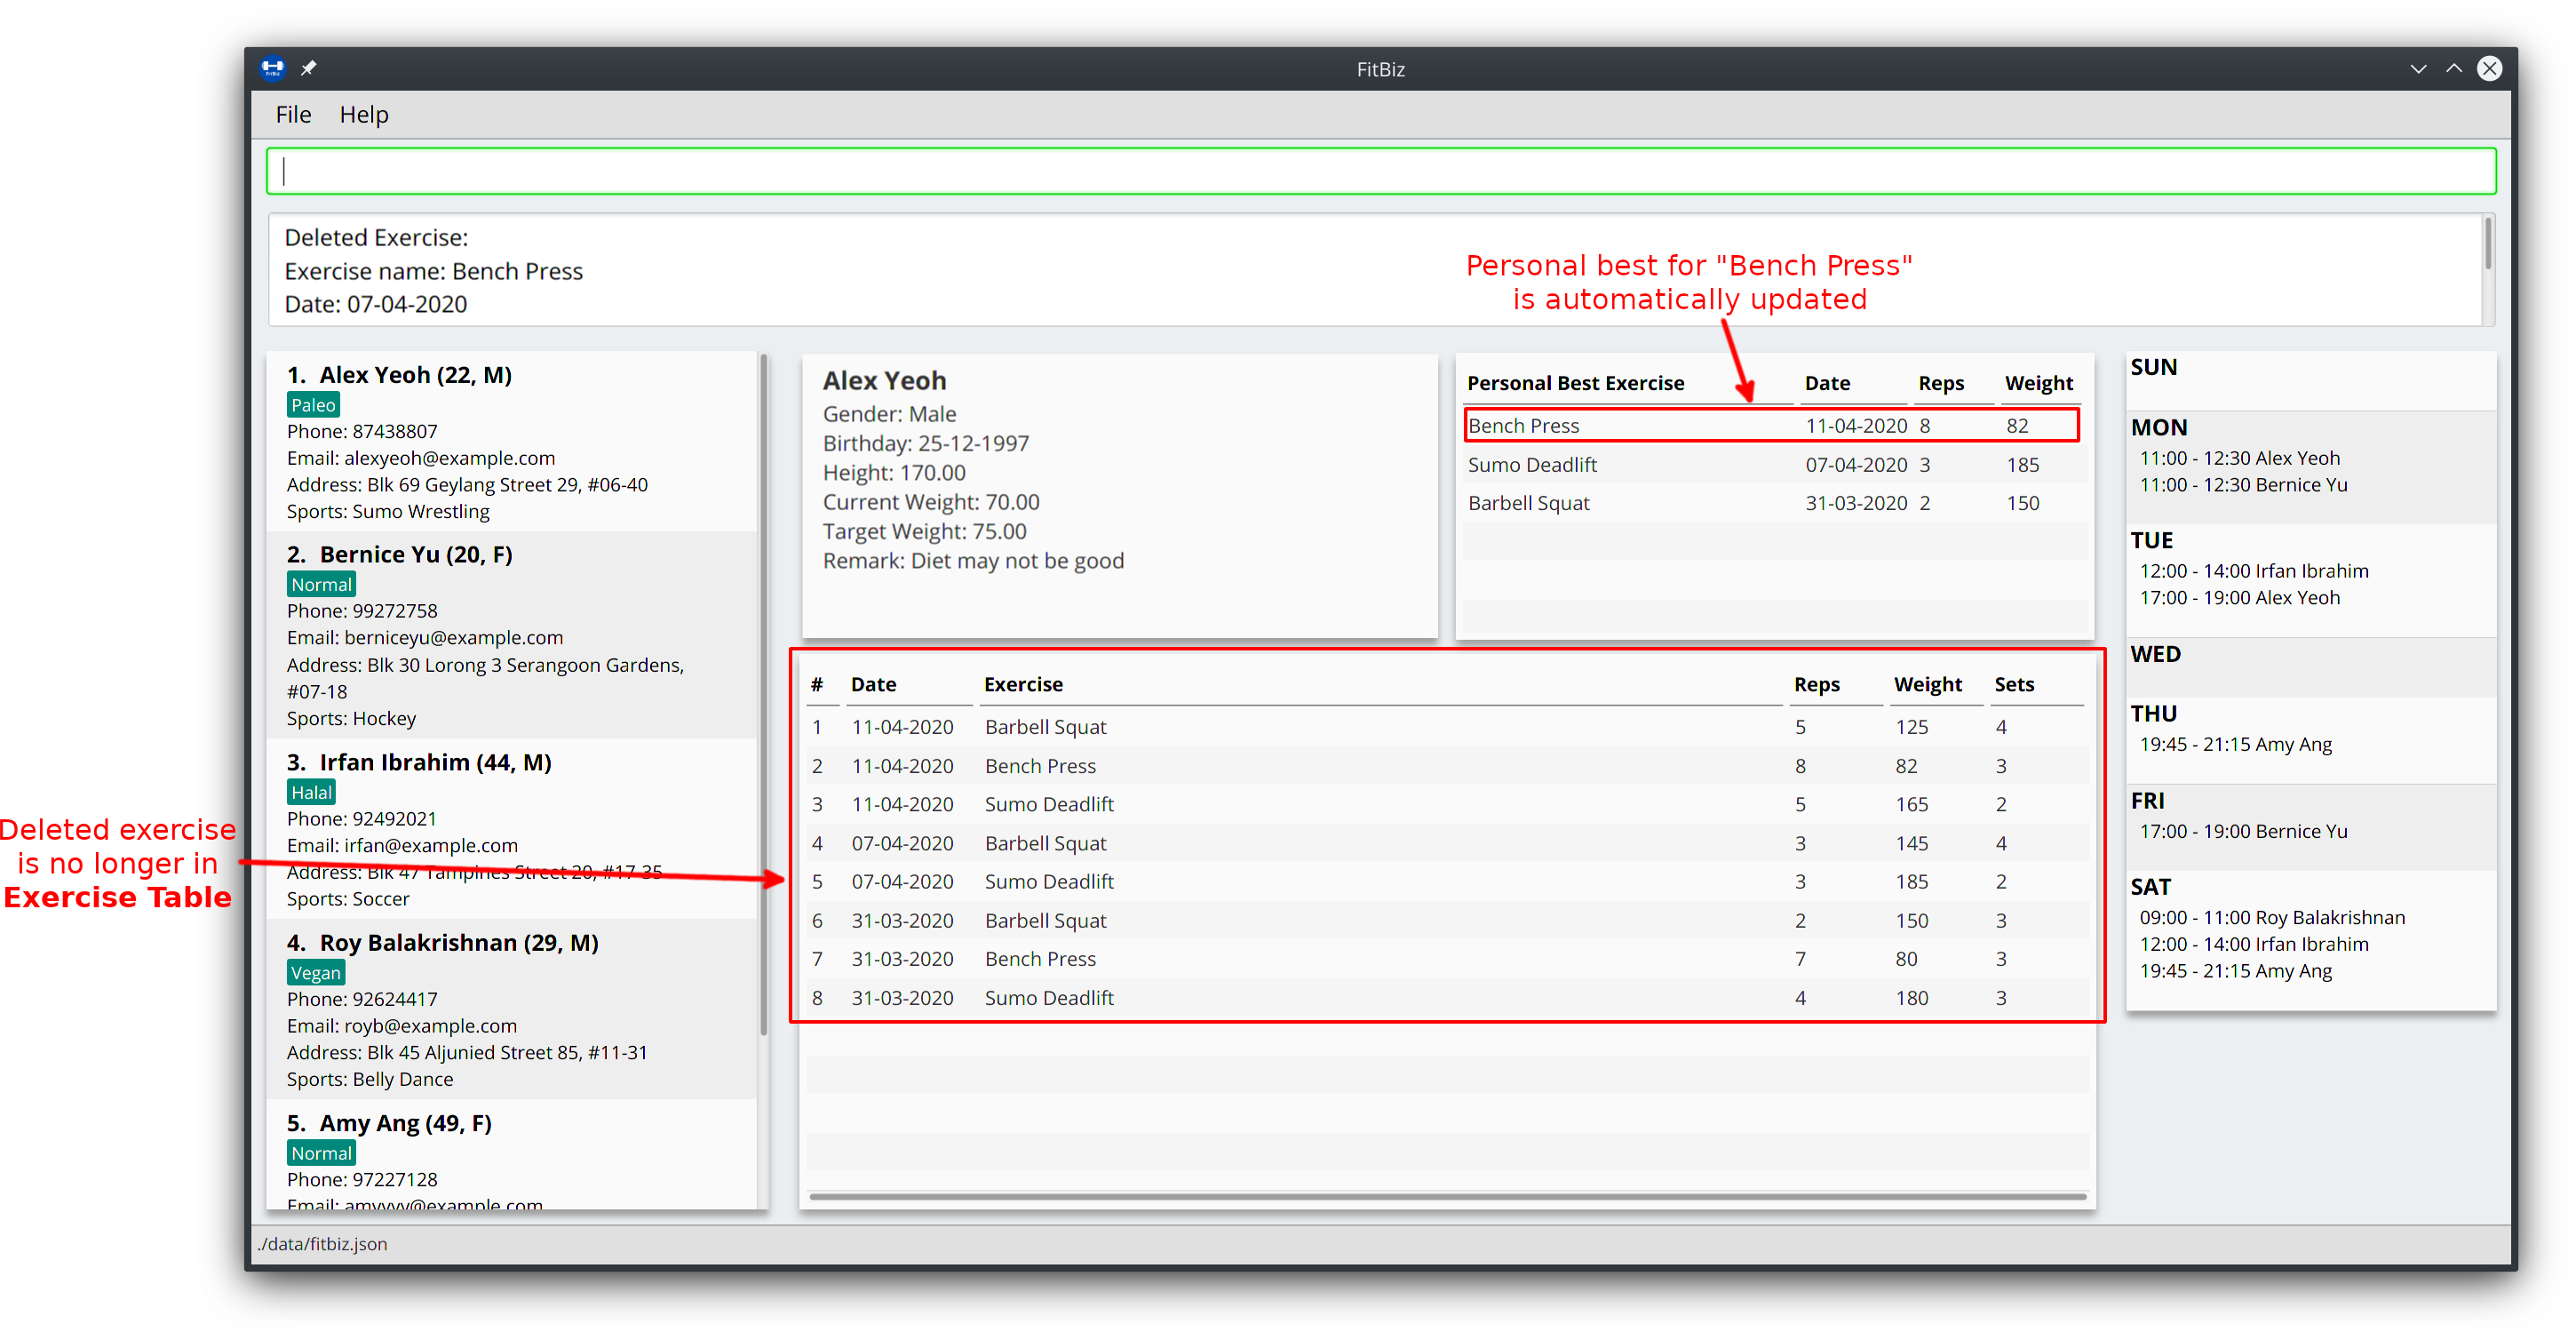 FitBiz
File Help
Deleted Exercise:
Exercise name: Bench Press
Date: 07-04-2020
Personal best for "Bench Press"
is automatically updated
1. Alex Yeoh (22, M)
Paleo
Phone: 87438807
Email: alexyeoh@example.com
Address: Blk 69 Geylang Street 29, #06-40
Sports: Sumo Wrestling
2. Bernice Yu (20, F)
Normal
Phone: 99272758
Email: berniceyu@example.com
Address: Blk 30 Lorong 3 Serangoon Gardens,
#07-18
Sports: Hockey
3. Irfan Ibrahim (44, M)
Halal
Phone: 92492021
Email: irfan@example.com
Address: Blk 47 Tampines Street 20, #17-35
Sports: Soccer
4. Roy Balakrishnan (29, M)
Vegan
Phone: 92624417
Email: royb@example.com
Address: Blk 45 Aljunied Street 85, #11-31
Sports: Belly Dance
5. Amy Ang (49, F)
Normal
Phone: 97227128
Email: amyyyy@example.com
Deleted exercise
is no longer in
Exercise Table
Alex Yeoh
Gender: Male
Birthday: 25-12-1997
Height: 170.00
Current Weight: 70.00
Target Weight: 75.00
Remark: Diet may not be good
Personal Best Exercise Date Reps Weight
Bench Press 11-04-2020 8 82
Sumo Deadlift 07-04-2020 3 185
Barbell Squat 31-03-2020 2 150
# Date Exercise Reps Weight Sets
1 11-04-2020 Barbell Squat 5 125 4
2 11-04-2020 Bench Press 8 82 3
3 11-04-2020 Sumo Deadlift 5 165 2
4 07-04-2020 Barbell Squat 3 145 4
5 07-04-2020 Sumo Deadlift 3 185 2
6 31-03-2020 Barbell Squat 2 150 3
7 31-03-2020 Bench Press 7 80 3
8 31-03-2020 Sumo Deadlift 4 180 3
SUN
MON
11:00 - 12:30 Alex Yeoh
11:00 - 12:30 Bernice Yu
TUE
12:00 - 14:00 Irfan Ibrahim
17:00 - 19:00 Alex Yeoh
WED
THU
19:45 - 21:15 Amy Ang
FRI
17:00 - 19:00 Bernice Yu
SAT
09:00 - 11:00 Roy Balakrishnan
12:00 - 14:00 Irfan Ibrahim
19:45 - 21:15 Amy Ang
./data/fitbiz.json